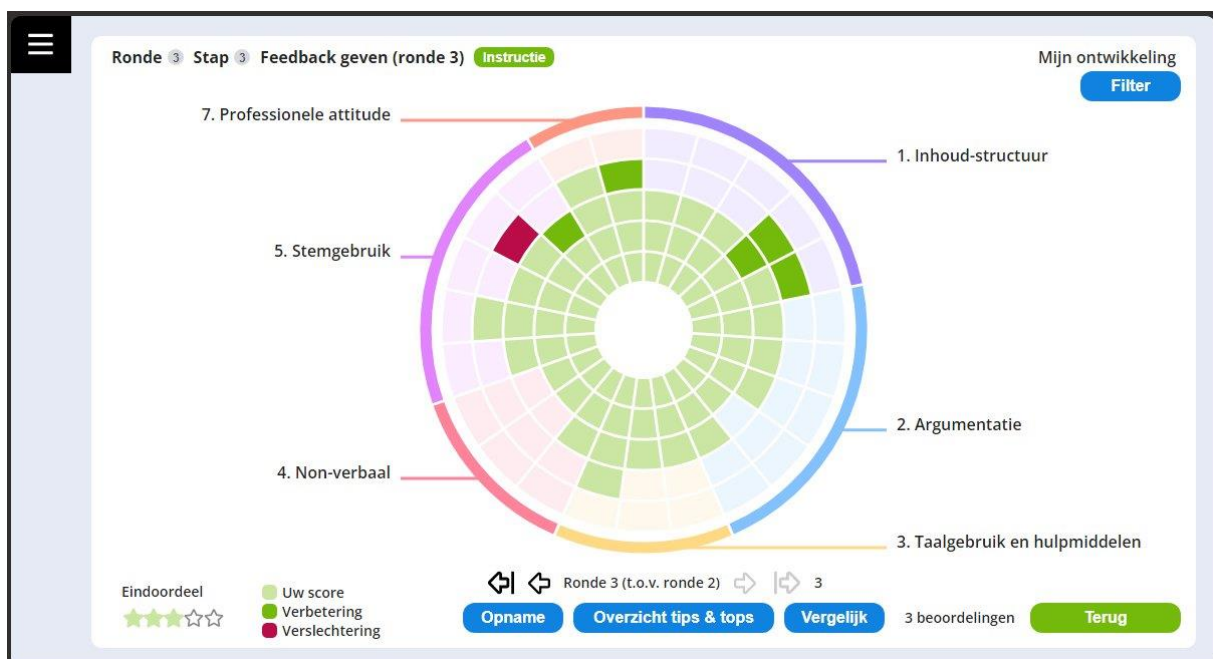 Ronde 3 Stap 3 Feedback geven (ronde 3) Instructie
Mijn ontwikkeling
Filter
7. Professionele attitude
1. Inhoud-structuur
5. Stemgebruik
2. Argumentatie
4. Non-verbaal
3. Taalgebruik en hulpmiddelen
Eindoordeel
Uw score
Verbetering
Verslechtering
Ronde 3 (t.o.v. ronde 2) 3
Opname Overzicht tips & tops Vergelijk 3 beoordelingen Terug